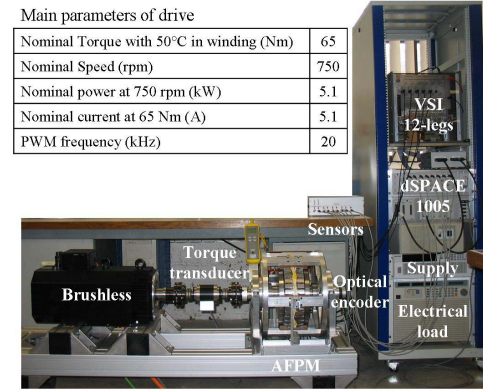 Main parameters of drive
Nominal Torque with 50°C in winding (Nm) 65
Nominal Speed (rpm) 750
Nominal power at 750 rpm (kW) 5.1
Nominal current at 65 Nm (A) 5.1
PWM frequency (kHz) 20
VSI
12-legs
dSPACE
1005
Sensors
Torque
transducer
Optical
encoder
Supply
Brushless
Electrical
load
AFPM